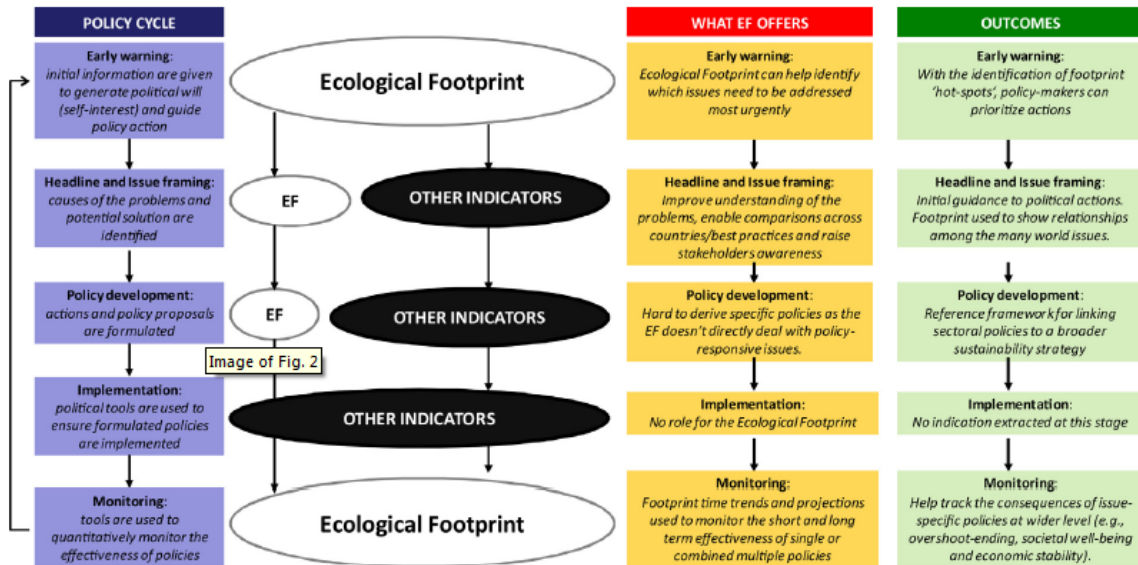 POLICY CYCLE
Early warning:
initial information are given
to generate political will
(self-interest) and guide
policy action
Headline and Issue framing:
causes of the problems and
potential solution are
identified
Policy development:
actions and policy proposals
are formulated
Implementation:
political tools are used to
ensure formulated policies
are implemented
Monitoring:
tools are used to
quantitatively monitor the
effectiveness of policies
Ecological Footprint
EF
OTHER INDICATORS
EF
OTHER INDICATORS
Image of Fig. 2
OTHER INDICATORS
Ecological Footprint
WHAT EF OFFERS
Early warning:
Ecological Footprint can help identify
which issues need to be addressed
most urgently
Headline and Issue framing:
Improve understanding of the
problems, enable comparisons across
countries/best practices and raise
stakeholders awareness
Policy development:
Hard to derive specific policies as the
EF doesn't directly deal with policy-
responsive issues.
Implementation:
No role for the Ecological Footprint
Monitoring:
Footprint time trends and projections
used to monitor the short and long
term effectiveness of single or
combined multiple policies
OUTCOMES
Early warning:
With the identification of footprint
'hot-spots', policy-makers can
prioritize actions
Headline and Issue framing:
Initial guidance to political actions.
Footprint used to show relationships
among the many world issues.
Policy development:
Reference framework for linking
sectoral policies to a broader
sustainability strategy
Implementation:
No indication extracted at this stage
Monitoring:
Help track the consequences of issue-
specific policies at wider level (e.g.,
overshoot-ending, societal well-being
and economic stability).